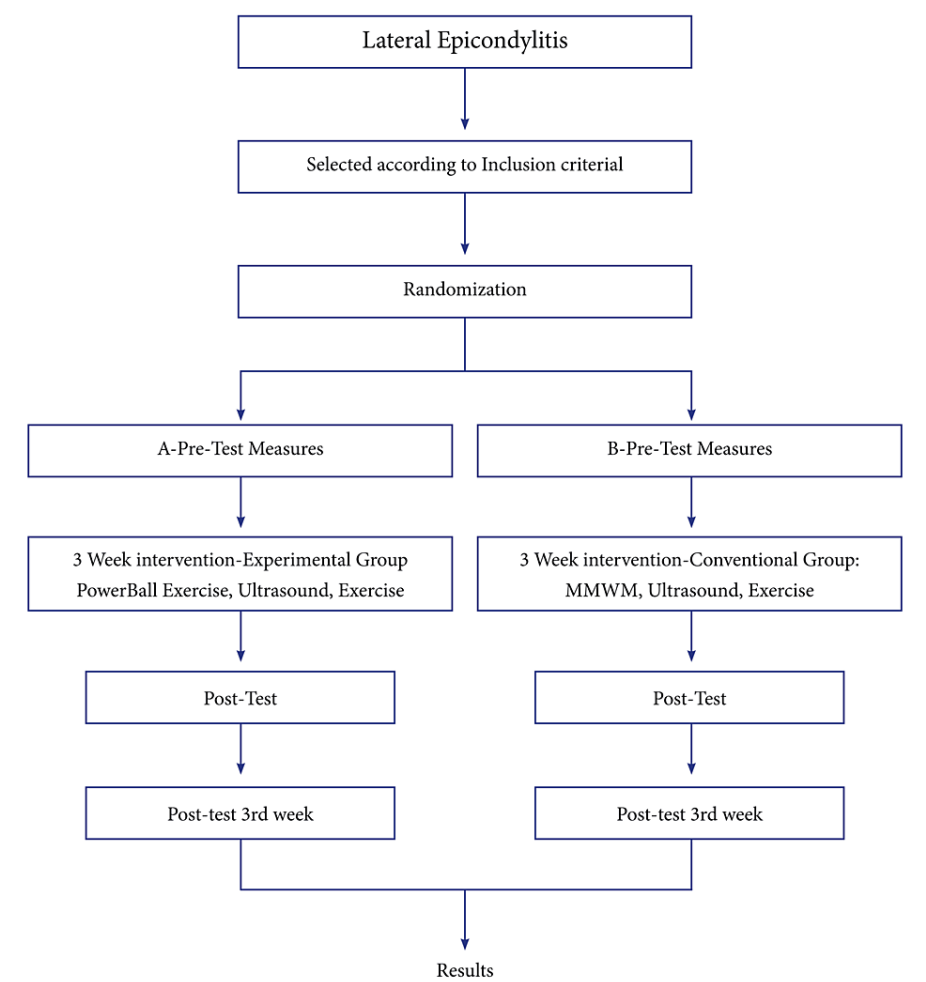 Lateral Epicondylitis
Selected according to Inclusion criterial
Randomization
A-Pre-Test Measures
B-Pre-Test Measures
3 Week intervention-Experimental Group
PowerBall Exercise, Ultrasound, Exercise
3 Week intervention-Conventional Group:
MMWM, Ultrasound, Exercise
Post-Test
Post-Test
Post-test 3rd week
Post-test 3rd week
Results